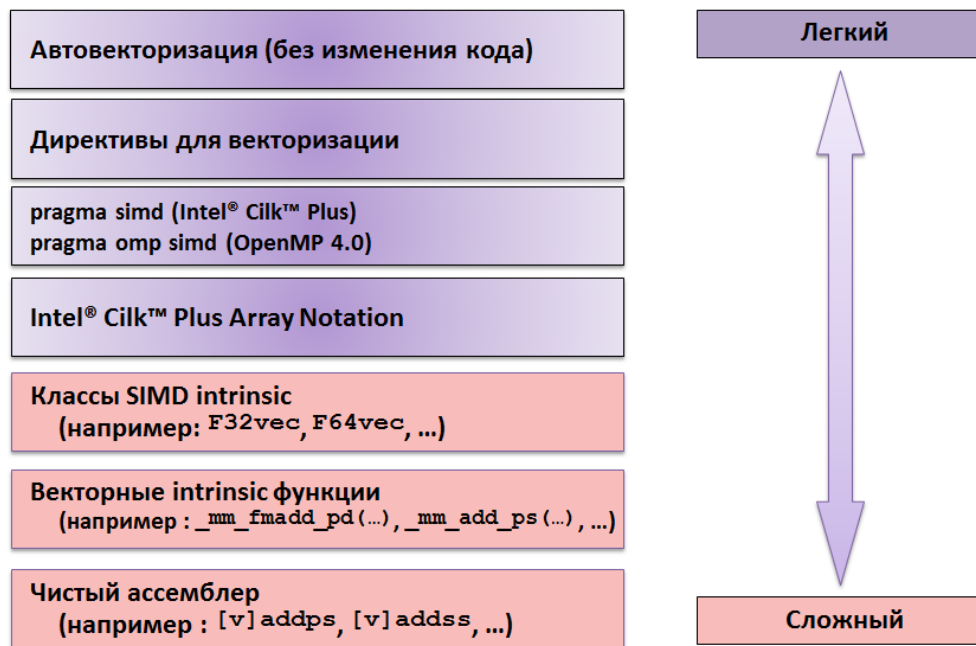 Автовекторизация (без изменения кода)
Директивы для векторизации
pragma simd (Intel® Cilk™ Plus)
pragma omp simd (OpenMP 4.0)
Intel® Cilk™ Plus Array Notation
Классы SIMD intrinsic
(например: F32vec, F64vec, ...)
Векторные intrinsic функции
(например : _mm_fmadd_pd(...), _mm_add_ps(...), ...)
Чистый ассемблер
(например : [v]addps, [v]addss, ...)
Легкий
Сложный